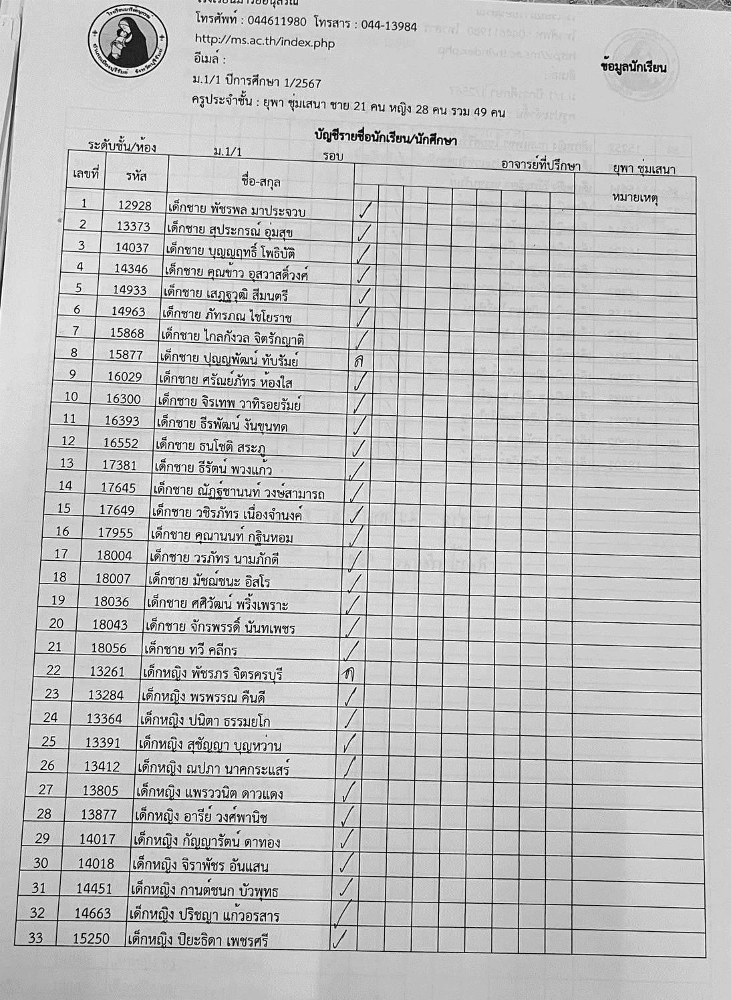 โทรศัพท์ : 044611980 โทรสาร : 044-13984
http://ms.ac.th/index.php
อีเมล์ :
ข้อมูลนักเรียน
ม.1/1 ปีการศึกษา 1/2567
ครูประจำชั้น : ยุพา ชุ่มเสนา ชาย 21 คน หญิง 28 คน รวม 49 คน
บัญชีรายชื่อนักเรียน/นักศึกษา
ระดับชั้น/ห้อง ม.1/1 รอบ อาจารย์ที่ปรึกษา ยุพา ชุ่มเสนา
เลขที่ รหัส ชื่อ-สกุล หมายเหตุ
1 12928 เด็กชาย พัชรพล มาประจวบ ✓
2 13373 เด็กชาย สุประกรณ์ อุ่มสุข ✓
3 14037 เด็กชาย บุญญฤทธิ์ โพธิบัติ ✓
4 14346 เด็กชาย คุณข้าว อุสวาสดิ์วงศ์ ✓
5 14933 เด็กชาย เสฏฐวุฒิ สีมนตรี ✓
6 14963 เด็กชาย ภัทรภณ ไชโยราช ✓
7 15868 เด็กชาย ไกลกังวล จิตรักญาติ ✓
8 15877 เด็กชาย ปุญญพัฒน์ ทับรัมย์ ล
9 16029 เด็กชาย ศรัณย์ภัทร ห้องใส ✓
10 16300 เด็กชาย จิรเทพ วาทิรอยรัมย์ ✓
11 16393 เด็กชาย ธีรพัฒน์ งันขุนทด ✓
12 16552 เด็กชาย ธนโชติ สระภู ✓
13 17381 เด็กชาย ธีรัตน์ พวงแก้ว ✓
14 17645 เด็กชาย ณัฏฐ์ชานนท์ วงษ์สามารถ ✓
15 17649 เด็กชาย วชิรภัทร เนื่องจำนงค์ ✓
16 17955 เด็กชาย คุณานนท์ กฐินหอม ✓
17 18004 เด็กชาย วรภัทร นามภักดี ✓
18 18007 เด็กชาย มัชฌ์ชนะ อิสโร ✓
19 18036 เด็กชาย ศศิวัฒน์ พริ้งเพราะ ✓
20 18043 เด็กชาย จักรพรรดิ์ นันทเพชร ✓
21 18056 เด็กชาย ทวี คลีกร ✓
22 13261 เด็กหญิง พัชรภร จิตรครบุรี ล
23 13284 เด็กหญิง พรพรรณ คืนดี ✓
24 13364 เด็กหญิง ปนิตา ธรรมยโก ✓
25 13391 เด็กหญิง สุชัญญา บุญหว่าน ✓
26 13412 เด็กหญิง ณปภา นาคกระแสร์ ✓
27 13805 เด็กหญิง แพรววนิต ดาวแดง ✓
28 13877 เด็กหญิง อารีย์ วงศ์พานิช ✓
29 14017 เด็กหญิง กัญญารัตน์ ดาทอง ✓
30 14018 เด็กหญิง จิราพัชร อันแสน ✓
31 14451 เด็กหญิง กานต์ชนก บัวพุทธ ✓
32 14663 เด็กหญิง ปริชญา แก้วอรสาร ✓
33 15250 เด็กหญิง ปิยะธิดา เพชรศรี ✓